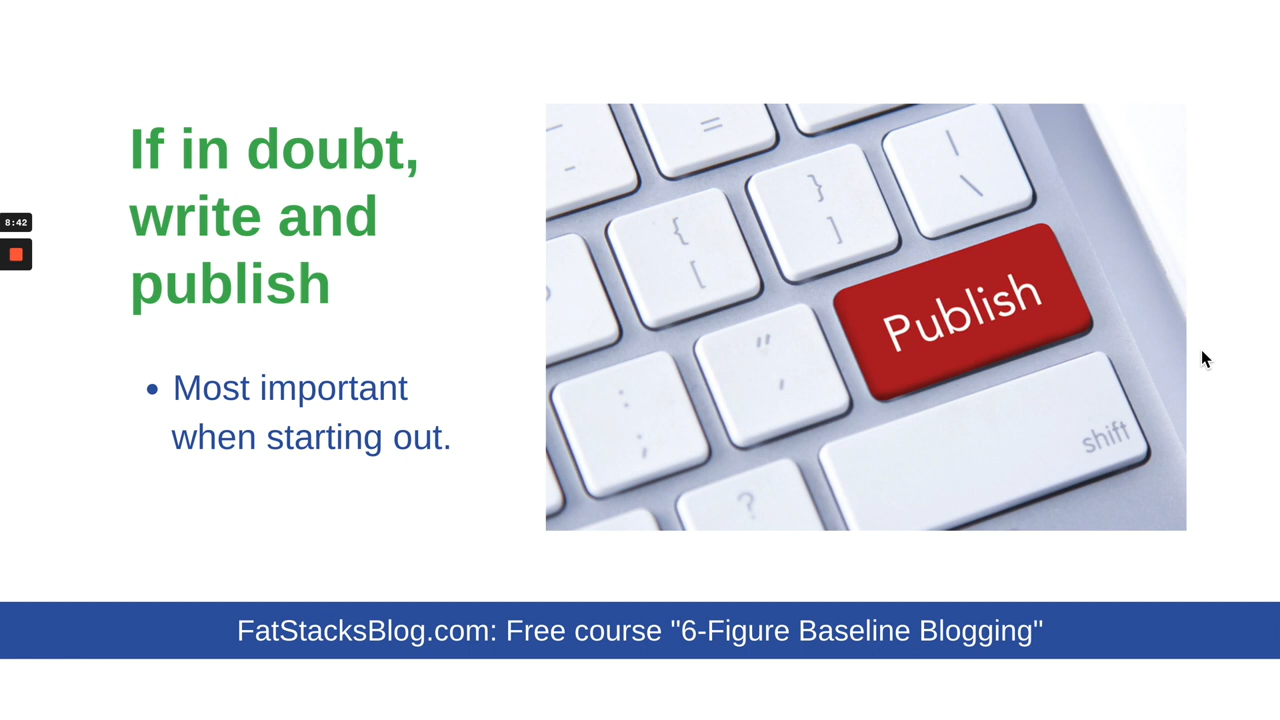 If in doubt,
write and
publish
• Most important
when starting out.
8:42
-
=
{
[
}
]
|
\
"
,
:
;
?
Publish
shift
FatStacksBlog.com: Free course "6-Figure Baseline Blogging"